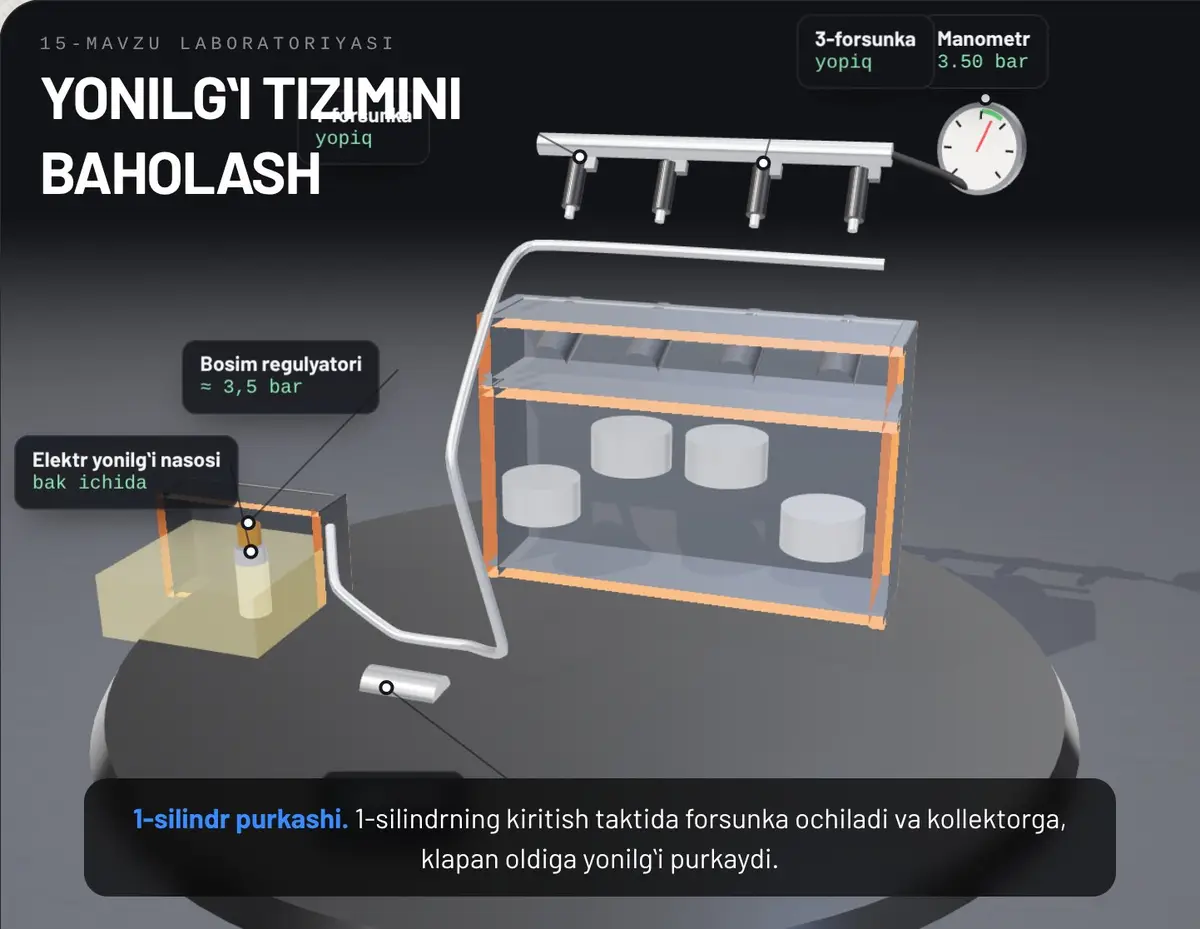 15-MAVZU LABORATORIYASI
YONILG‘I TIZIMINI
BAHOLASH
1-forsunka
yopiq
3-forsunka
yopiq
Manometr
3.50 bar
Bosim regulyatori
≈ 3,5 bar
Elektr yonilg‘i nasosi
bak ichida
1-silindr purkashi. 1-silindrning kiritish taktida forsunka ochiladi va kollektorga,
klapan oldiga yonilg‘i purkaydi.